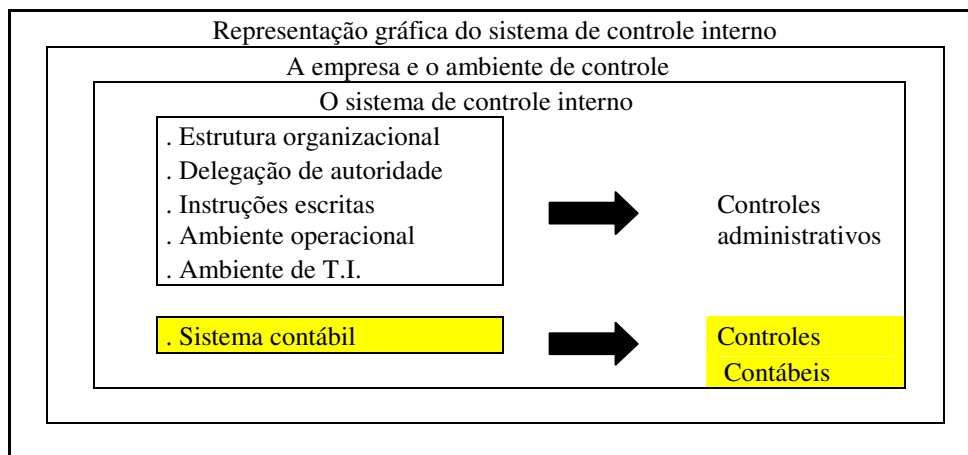 Representação gráfica do sistema de controle interno
A empresa e o ambiente de controle
O sistema de controle interno
. Estrutura organizacional
. Delegação de autoridade
. Instruções escritas
. Ambiente operacional
. Ambiente de T.I.
Controles
administrativos
. Sistema contábil
Controles
Contábeis